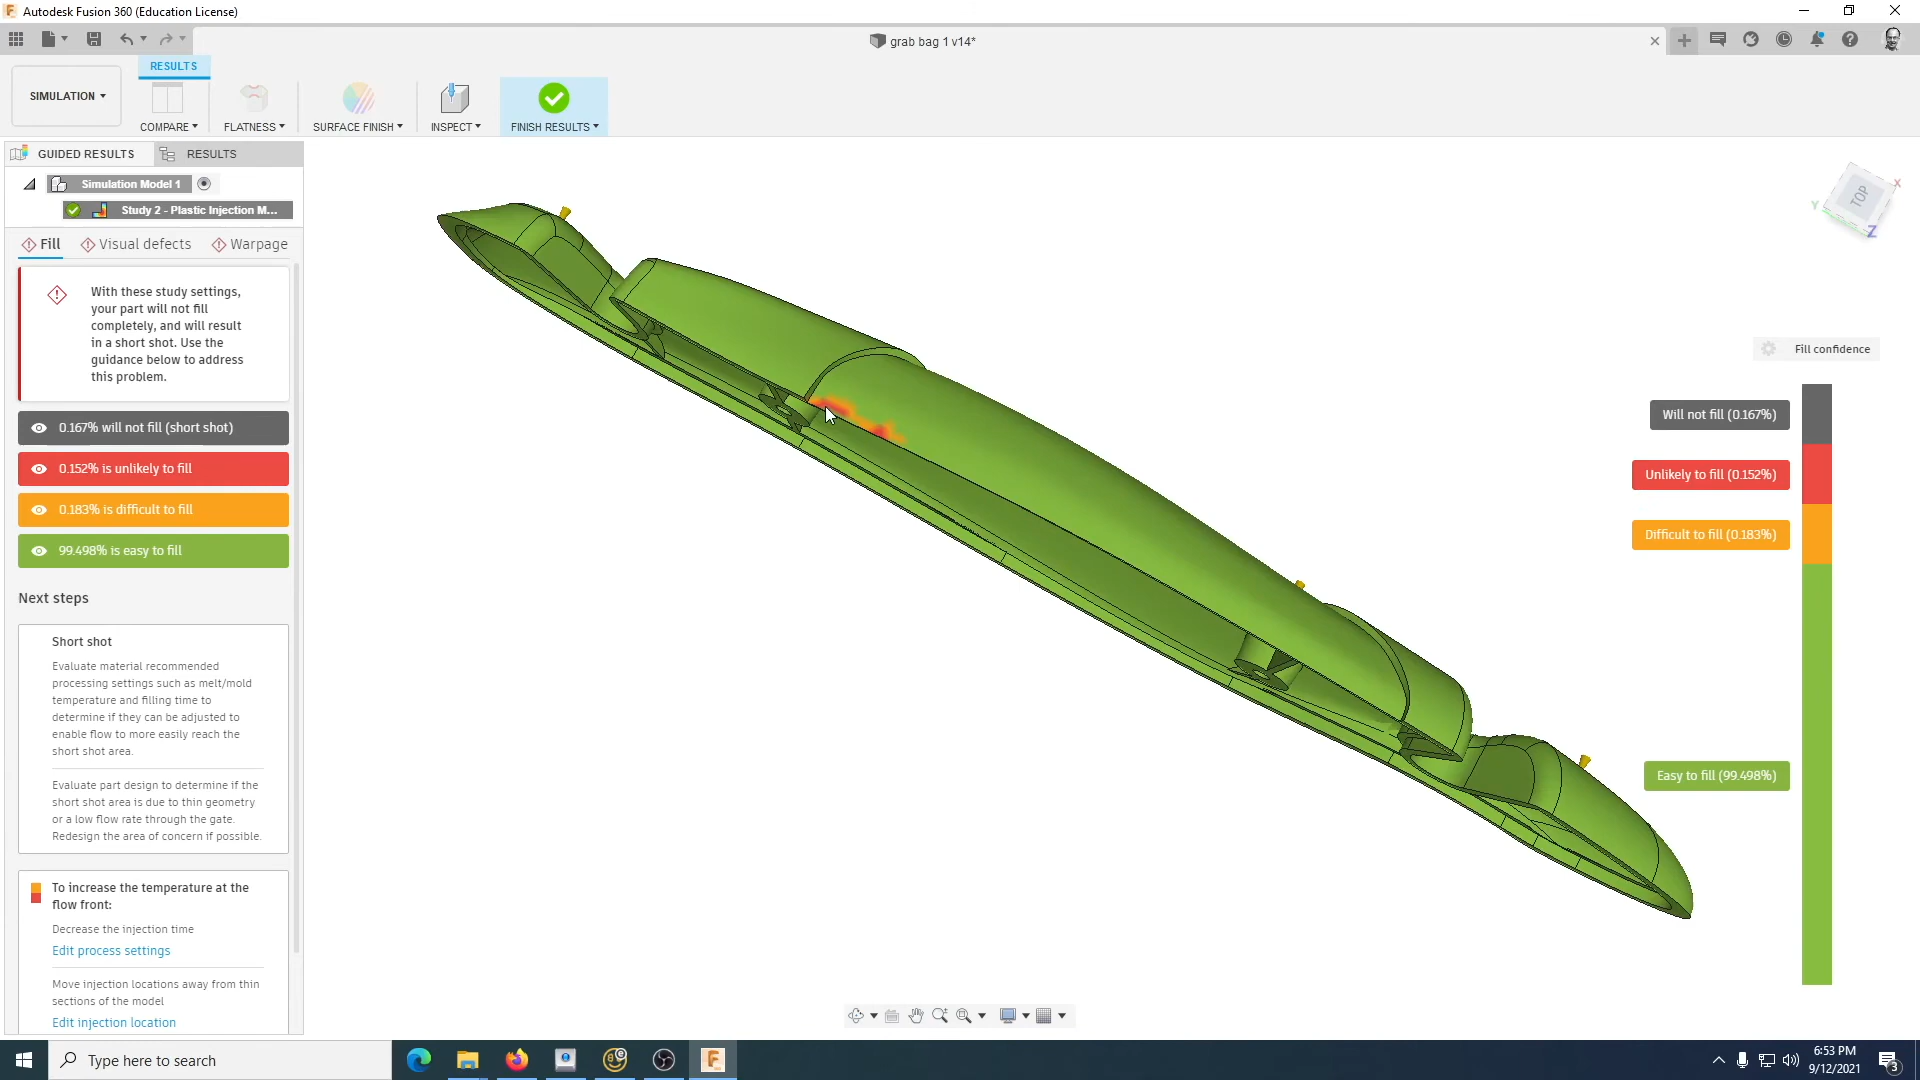 Autodesk Fusion 360 (Education License)
grab bag 1 v14*
RESULTS
SIMULATION
COMPARE
FLATNESS
SURFACE FINISH
INSPECT
FINISH RESULTS
GUIDED RESULTS
RESULTS
Simulation Model 1
Study 2 - Plastic Injection M...
Fill
Visual defects
Warpage
With these study settings,
your part will not fill
completely, and will result
in a short shot. Use the
guidance below to address
this problem.
0.167% will not fill (short shot)
0.152% is unlikely to fill
0.183% is difficult to fill
99.498% is easy to fill
Next steps
Short shot
Evaluate material recommended
processing settings such as melt/mold
temperature and filling time to
determine if they can be adjusted to
enable flow to more easily reach the
short shot area.
Evaluate part design to determine if the
short shot area is due to thin geometry
or a low flow rate through the gate.
Redesign the area of concern if possible.
To increase the temperature at the
flow front:
Decrease the injection time
Edit process settings
Move injection locations away from thin
sections of the model
Edit injection location
TOP
X
Y
Z
Fill confidence
Will not fill (0.167%)
Unlikely to fill (0.152%)
Difficult to fill (0.183%)
Easy to fill (99.498%)
Type here to search
6:53 PM
9/12/2021
3